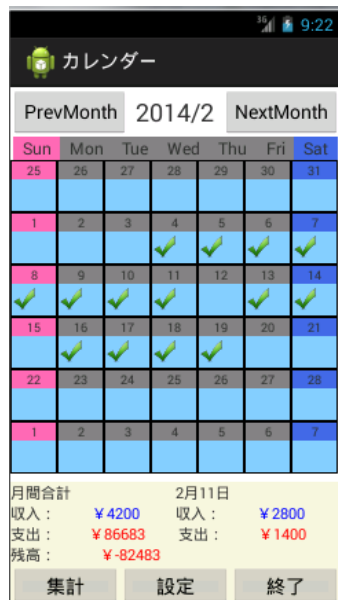 3G 9:22
カレンダー
PrevMonth 2014/2 NextMonth
Sun Mon Tue Wed Thu Fri Sat
25 26 27 28 29 30 31
1 2 3 4 5 6 7
8 9 10 11 12 13 14
15 16 17 18 19 20 21
22 23 24 25 26 27 28
1 2 3 4 5 6 7
月間合計 2月11日
収入： ￥4200 収入： ￥2800
支出： ￥86683 支出： ￥1400
残高： ￥-82483
集計 設定 終了